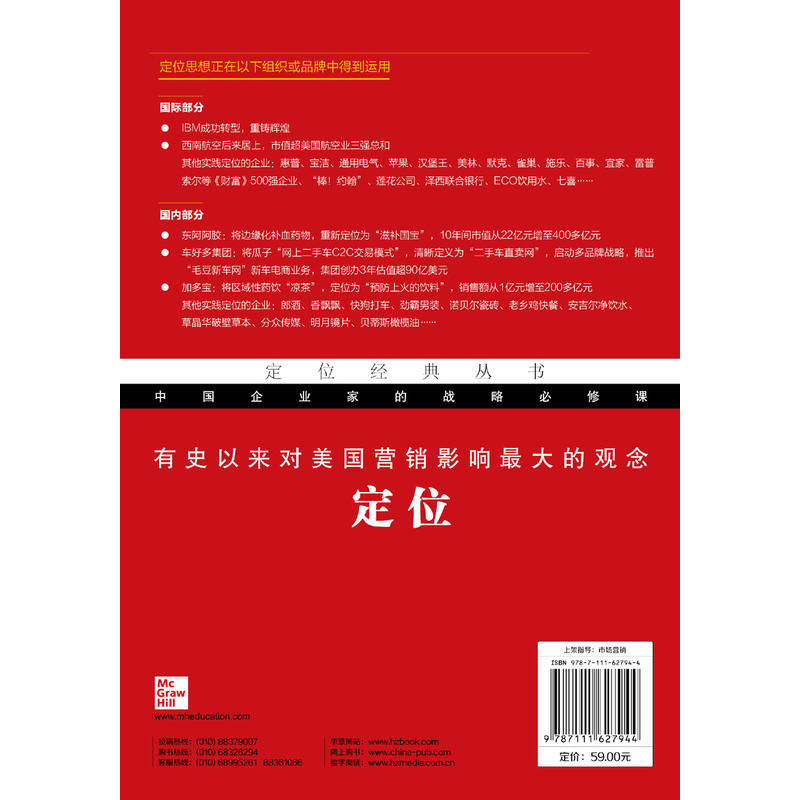 定位思想正在以下组织或品牌中得到运用
国际部分
● IBM成功转型，重铸辉煌
● 西南航空后来居上，市值超美国航空业三强总和
其他实践定位的企业：惠普、宝洁、通用电气、苹果、汉堡王、美林、默克、雀巢、施乐、百事、宜家、雷普
索尔等《财富》500强企业、“棒！约翰”、莲花公司、泽西联合银行、ECO饮用水、七喜……
国内部分
● 东阿阿胶：将边缘化补血药物，重新定位为“滋补国宝”，10年间市值从22亿元增至400多亿元
● 车好多集团：将瓜子“网上二手车C2C交易模式”，清晰定义为“二手车直卖网”，启动多品牌战略，推出
“毛豆新车网”新车电商业务，集团创办3年估值超90亿美元
● 加多宝：将区域性药饮“凉茶”，定位为“预防上火的饮料”，销售额从1亿元增至200多亿元
其他实践定位的企业：郎酒、香飘飘、快狗打车、劲霸男装、诺贝尔瓷砖、老乡鸡快餐、安吉尔净饮水、
草晶华破壁草本、分众传媒、明月镜片、贝蒂斯橄榄油……
定位经典丛书
中国企业家的战略必修课
有史以来对美国营销影响最大的观念
定位
上架指导：市场营销
ISBN 978-7-111-62794-4
9 787111 627944
定价：59.00元
Mc
Graw
Hill
www.mheducation.com
投稿热线：(010) 88379007
购书热线：(010) 68326294
客服热线：(010) 68995261 88361066
华章网站：www.hzbook.com
网上购书：www.china-pub.com
数字阅读：www.hzmedia.com.cn